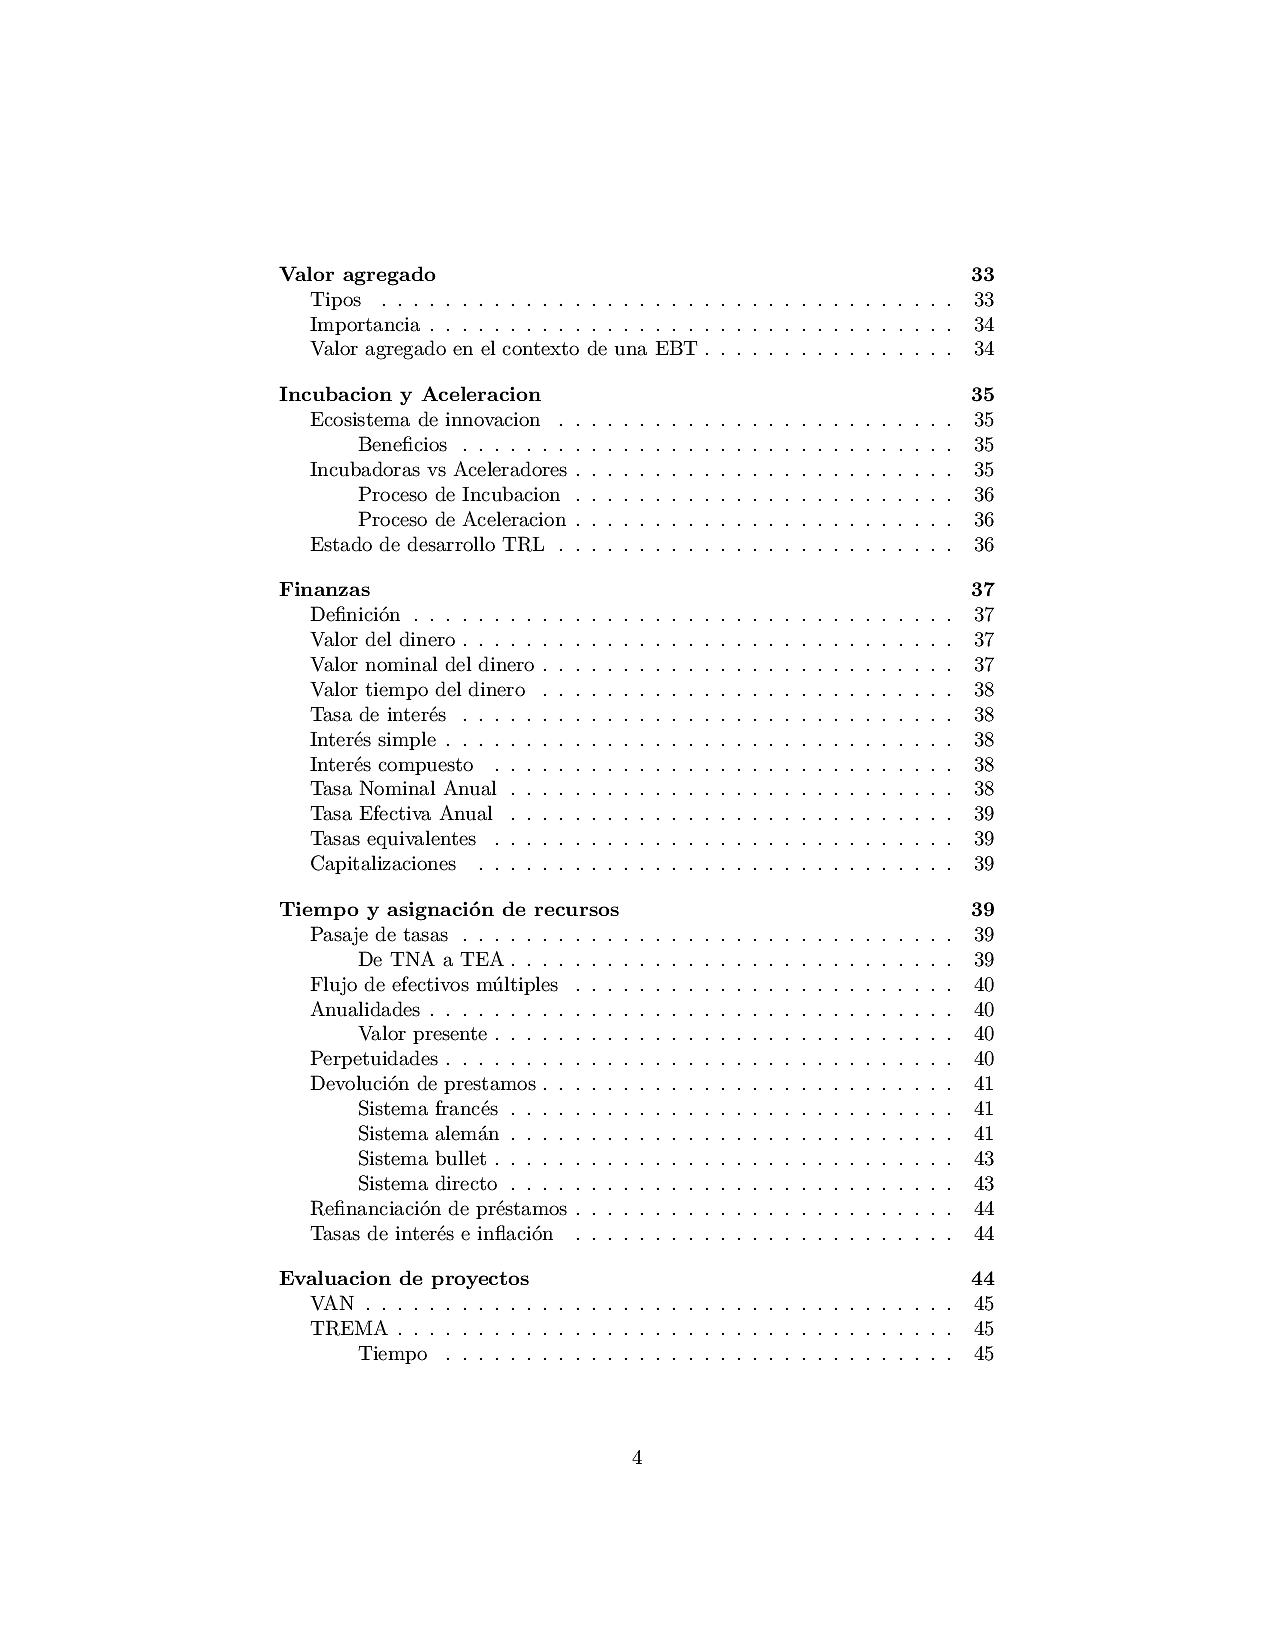 Valor agregado 33
Tipos . . . . . . . . . . . . . . . . . . . . . . . . . . . . . . . . . . . . 33
Importancia . . . . . . . . . . . . . . . . . . . . . . . . . . . . . . . . . 34
Valor agregado en el contexto de una EBT . . . . . . . . . . . . . . . . 34
Incubacion y Aceleracion 35
Ecosistema de innovacion . . . . . . . . . . . . . . . . . . . . . . . . . 35
Beneficios . . . . . . . . . . . . . . . . . . . . . . . . . . . . . . . 35
Incubadoras vs Aceleradores . . . . . . . . . . . . . . . . . . . . . . . . 35
Proceso de Incubacion . . . . . . . . . . . . . . . . . . . . . . . . 36
Proceso de Aceleracion . . . . . . . . . . . . . . . . . . . . . . . . 36
Estado de desarrollo TRL . . . . . . . . . . . . . . . . . . . . . . . . . 36
Finanzas 37
Definición . . . . . . . . . . . . . . . . . . . . . . . . . . . . . . . . . . 37
Valor del dinero . . . . . . . . . . . . . . . . . . . . . . . . . . . . . . . 37
Valor nominal del dinero . . . . . . . . . . . . . . . . . . . . . . . . . . 37
Valor tiempo del dinero . . . . . . . . . . . . . . . . . . . . . . . . . . 38
Tasa de interés . . . . . . . . . . . . . . . . . . . . . . . . . . . . . . . 38
Interés simple . . . . . . . . . . . . . . . . . . . . . . . . . . . . . . . . 38
Interés compuesto . . . . . . . . . . . . . . . . . . . . . . . . . . . . . 38
Tasa Nominal Anual . . . . . . . . . . . . . . . . . . . . . . . . . . . . 38
Tasa Efectiva Anual . . . . . . . . . . . . . . . . . . . . . . . . . . . . 39
Tasas equivalentes . . . . . . . . . . . . . . . . . . . . . . . . . . . . . 39
Capitalizaciones . . . . . . . . . . . . . . . . . . . . . . . . . . . . . . 39
Tiempo y asignación de recursos 39
Pasaje de tasas . . . . . . . . . . . . . . . . . . . . . . . . . . . . . . . 39
De TNA a TEA . . . . . . . . . . . . . . . . . . . . . . . . . . . . 39
Flujo de efectivos múltiples . . . . . . . . . . . . . . . . . . . . . . . . 40
Anualidades . . . . . . . . . . . . . . . . . . . . . . . . . . . . . . . . . 40
Valor presente . . . . . . . . . . . . . . . . . . . . . . . . . . . . . 40
Perpetuidades . . . . . . . . . . . . . . . . . . . . . . . . . . . . . . . . 40
Devolución de prestamos . . . . . . . . . . . . . . . . . . . . . . . . . . 41
Sistema francés . . . . . . . . . . . . . . . . . . . . . . . . . . . . 41
Sistema alemán . . . . . . . . . . . . . . . . . . . . . . . . . . . . 41
Sistema bullet . . . . . . . . . . . . . . . . . . . . . . . . . . . . . 43
Sistema directo . . . . . . . . . . . . . . . . . . . . . . . . . . . . 43
Refinanciación de préstamos . . . . . . . . . . . . . . . . . . . . . . . . 44
Tasas de interés e inflación . . . . . . . . . . . . . . . . . . . . . . . . 44
Evaluacion de proyectos 44
VAN . . . . . . . . . . . . . . . . . . . . . . . . . . . . . . . . . . . . . 45
TREMA . . . . . . . . . . . . . . . . . . . . . . . . . . . . . . . . . . . 45
Tiempo . . . . . . . . . . . . . . . . . . . . . . . . . . . . . . . . 45
4